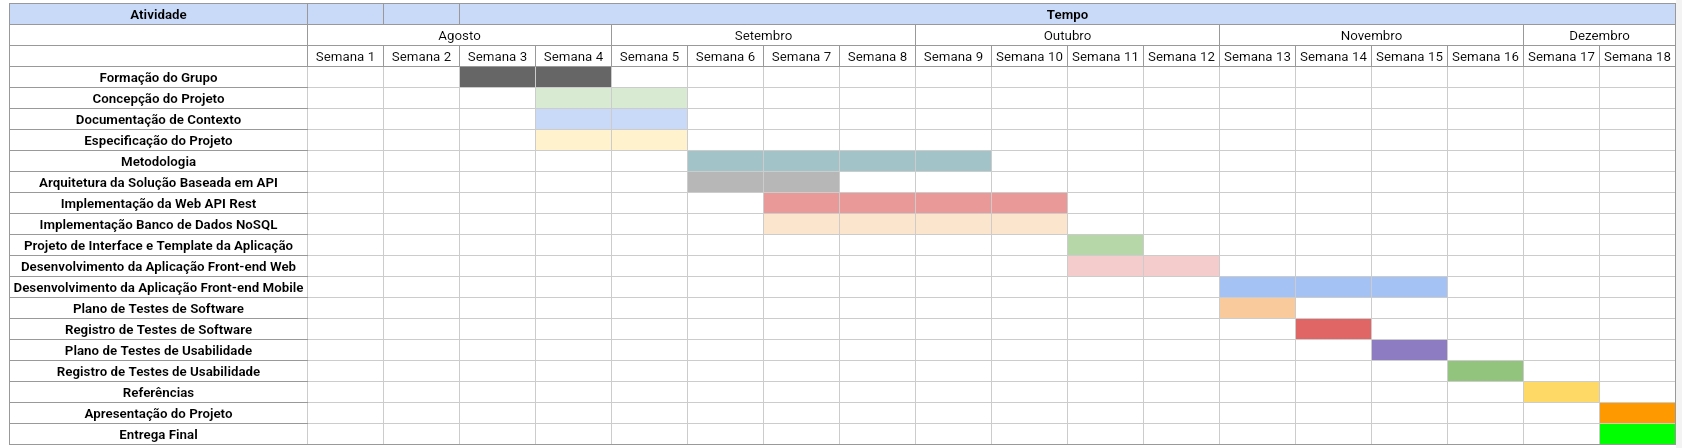 Atividade Tempo
Agosto Setembro Outubro Novembro Dezembro
Semana 1 Semana 2 Semana 3 Semana 4 Semana 5 Semana 6 Semana 7 Semana 8 Semana 9 Semana 10 Semana 11 Semana 12 Semana 13 Semana 14 Semana 15 Semana 16 Semana 17 Semana 18
Formação do Grupo
Concepção do Projeto
Documentação de Contexto
Especificação do Projeto
Metodologia
Arquitetura da Solução Baseada em API
Implementação da Web API Rest
Implementação Banco de Dados NoSQL
Projeto de Interface e Template da Aplicação
Desenvolvimento da Aplicação Front-end Web
Desenvolvimento da Aplicação Front-end Mobile
Plano de Testes de Software
Registro de Testes de Software
Plano de Testes de Usabilidade
Registro de Testes de Usabilidade
Referências
Apresentação do Projeto
Entrega Final